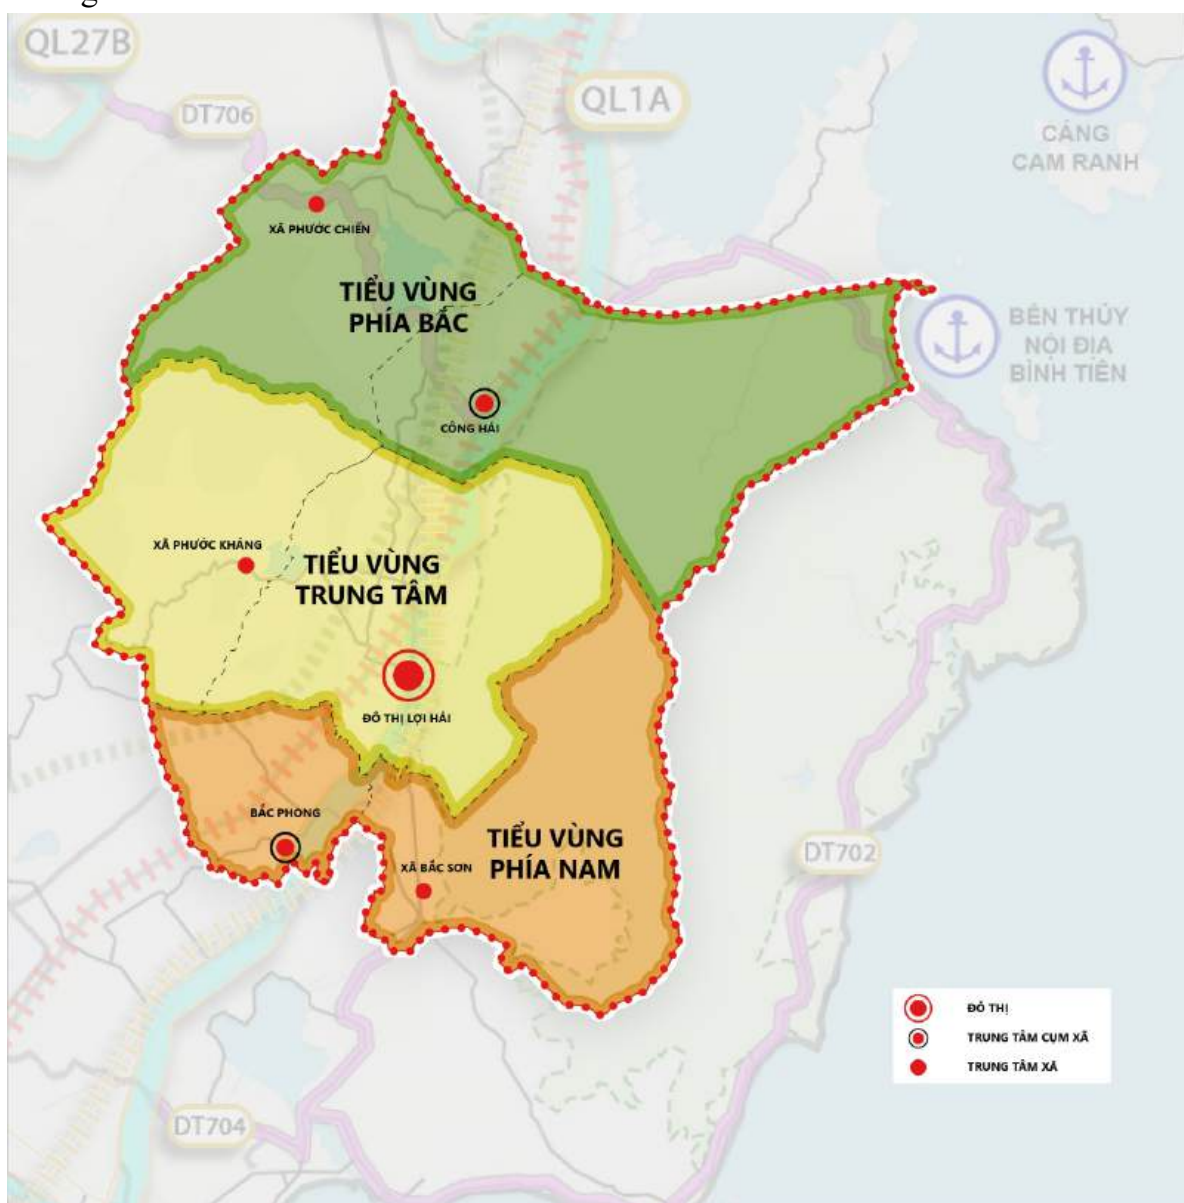 QL27B
DT706
QL1A
CẢNG
CAM RANH
XÃ PHƯỚC CHIẾN
TIỂU VÙNG
PHÍA BẮC
BẾN THỦY
NỘI ĐỊA
BÌNH TIÊN
CÔNG HẢI
XÃ PHƯỚC KHÁNG
TIỂU VÙNG
TRUNG TÂM
ĐÔ THỊ LỢI HẢI
BẮC PHONG
TIỂU VÙNG
PHÍA NAM
XÃ BẮC SƠN
DT702
ĐÔ THỊ
TRUNG TÂM CỤM XÃ
TRUNG TÂM XÃ
DT704